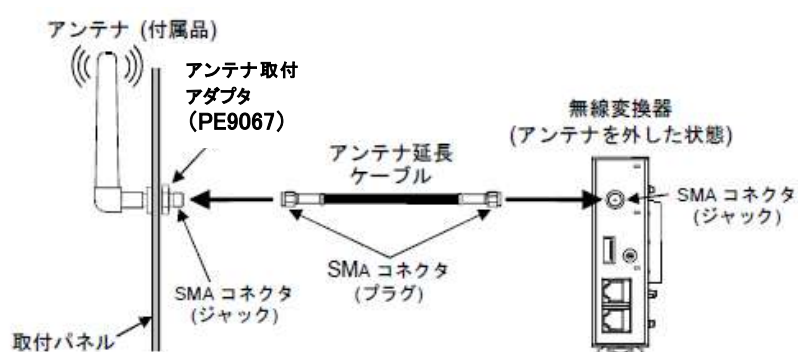 アンテナ (付属品)
アンテナ取付
アダプタ
(PE9067)
アンテナ延長
ケーブル
無線変換器
(アンテナを外した状態)
SMA コネクタ
(ジャック)
SMA コネクタ
(プラグ)
SMA コネクタ
(ジャック)
取付パネル